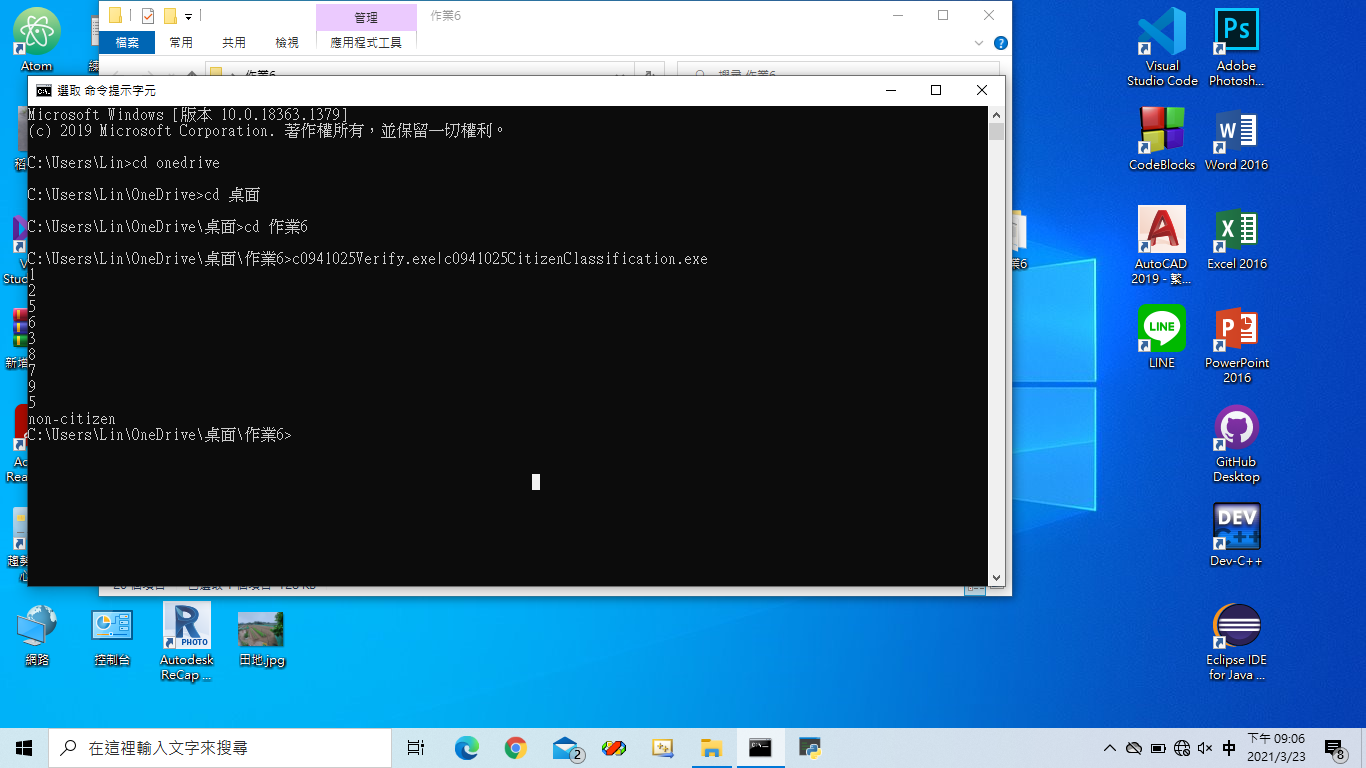 管理
作業6
檔案
常用
共用
檢視
應用程式工具
選取 命令提示字元
Microsoft Windows [版本 10.0.18363.1379]
(c) 2019 Microsoft Corporation. 著作權所有，並保留一切權利。
C:\Users\Lin>cd onedrive
C:\Users\Lin\OneDrive>cd 桌面
C:\Users\Lin\OneDrive\桌面>cd 作業6
C:\Users\Lin\OneDrive\桌面\作業6>c0941025Verify.exe|c0941025CitizenClassification.exe
1
2
5
6
3
8
7
9
5
non-citizen
C:\Users\Lin\OneDrive\桌面\作業6>
Atom
網路
控制台
Autodesk
ReCap ...
田地.jpg
Visual
Studio Code
Adobe
Photosh...
CodeBlocks
Word 2016
AutoCAD
2019 - 繁...
Excel 2016
LINE
PowerPoint
2016
GitHub
Desktop
DEV
C++
Dev-C++
Eclipse IDE
for Java ...
R
PHOTO
Ps
在這裡輸入文字來搜尋
2
中
下午 09:06
2021/3/23
8